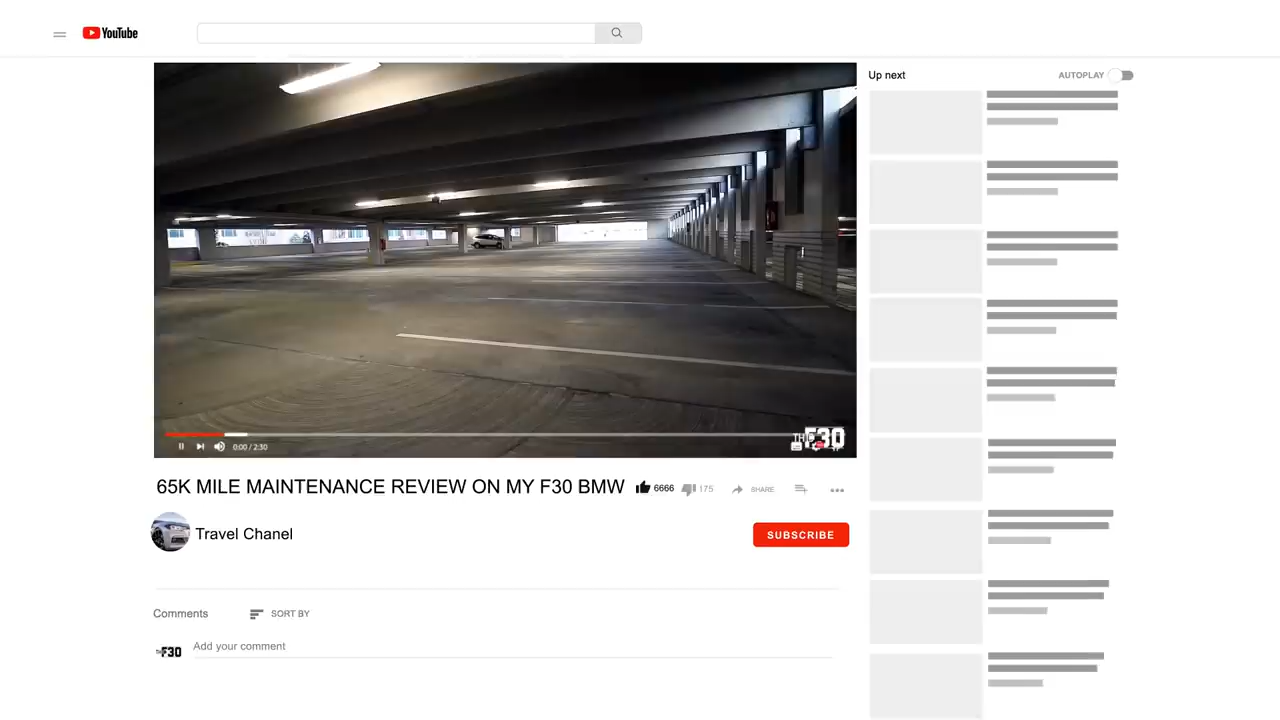 YouTube
Up next
AUTOPLAY
THE F30
0:00 / 2:30
65K MILE MAINTENANCE REVIEW ON MY F30 BMW
6666
175
SHARE
Travel Chanel
SUBSCRIBE
Comments
SORT BY
THE F30
Add your comment